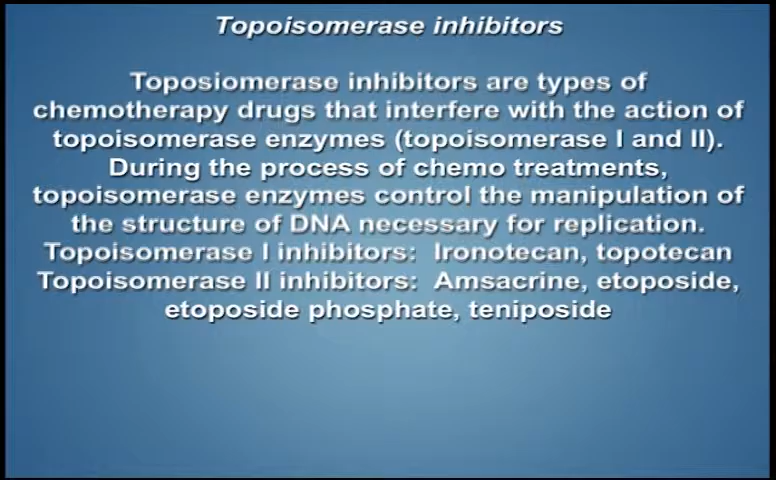 Topoisomerase inhibitors
Toposiomerase inhibitors are types of
chemotherapy drugs that interfere with the action of
topoisomerase enzymes (topoisomerase I and II).
During the process of chemo treatments,
topoisomerase enzymes control the manipulation of
the structure of DNA necessary for replication.
Topoisomerase I inhibitors:  Ironotecan, topotecan
Topoisomerase II inhibitors:  Amsacrine, etoposide,
etoposide phosphate, teniposide